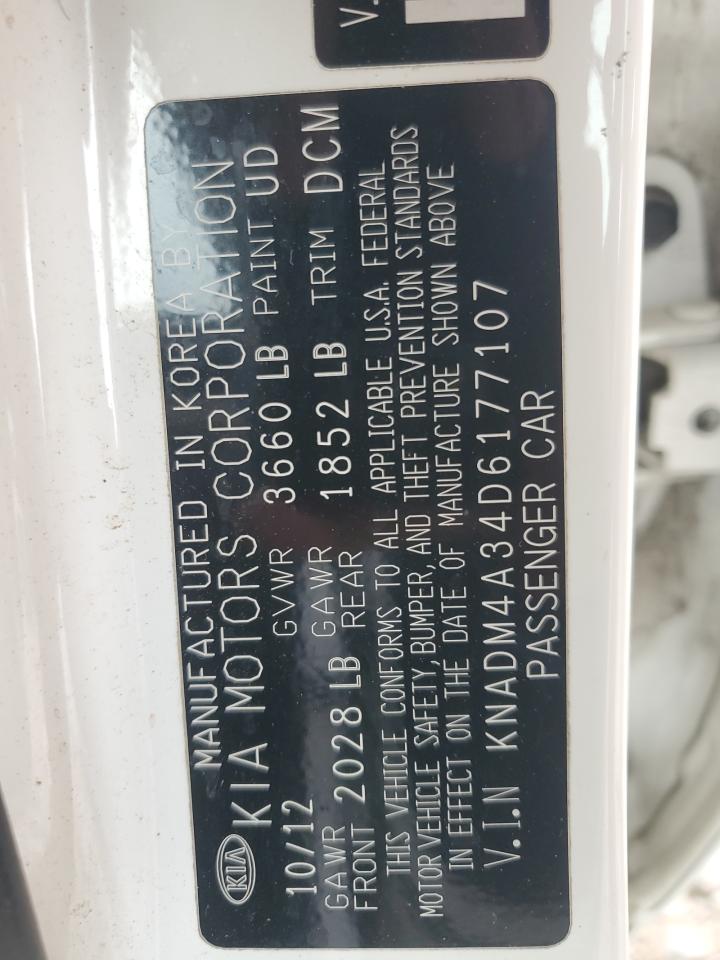 V.
MANUFACTURED IN KOREA BY
KIA KIA MOTORS CORPORATION
10/12 GVWR 3660 LB PAINT UD
GAWR FRONT 2028 LB GAWR REAR 1852 LB TRIM DCM
THIS VEHICLE CONFORMS TO ALL APPLICABLE U.S.A. FEDERAL
MOTOR VEHICLE SAFETY, BUMPER, AND THEFT PREVENTION STANDARDS
IN EFFECT ON THE DATE OF MANUFACTURE SHOWN ABOVE
V.I.N KNADM4A34D6177107
PASSENGER CAR